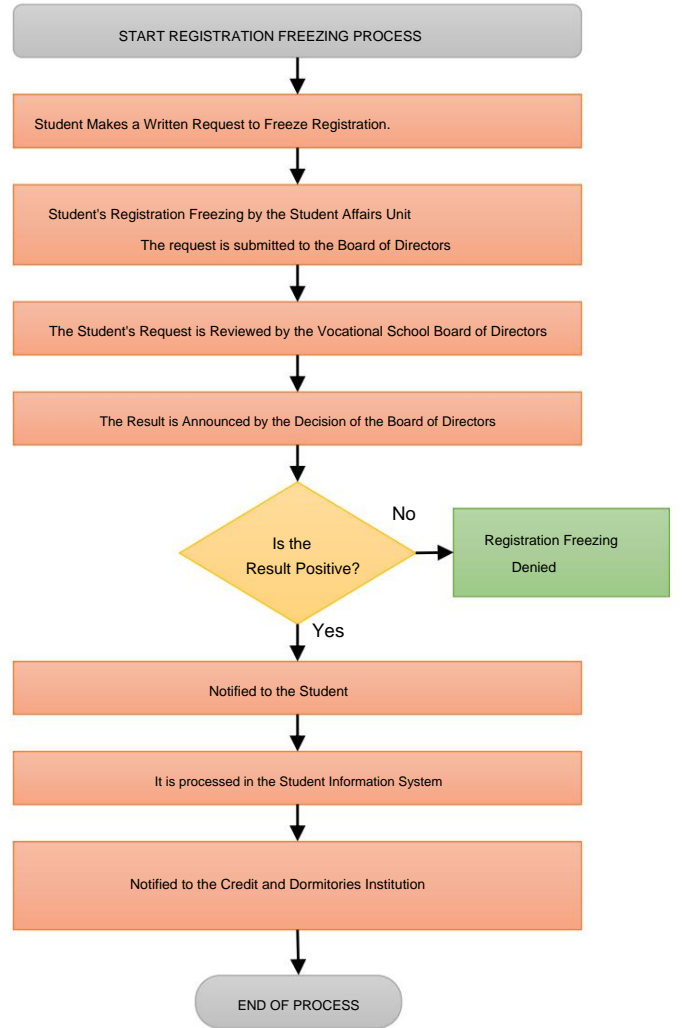 START REGISTRATION FREEZING PROCESS
Student Makes a Written Request to Freeze Registration.
Student's Registration Freezing by the Student Affairs Unit
The request is submitted to the Board of Directors
The Student's Request is Reviewed by the Vocational School Board of Directors
The Result is Announced by the Decision of the Board of Directors
Is the
Result Positive?
No
Registration Freezing
Denied
Yes
Notified to the Student
It is processed in the Student Information System
Notified to the Credit and Dormitories Institution
END OF PROCESS